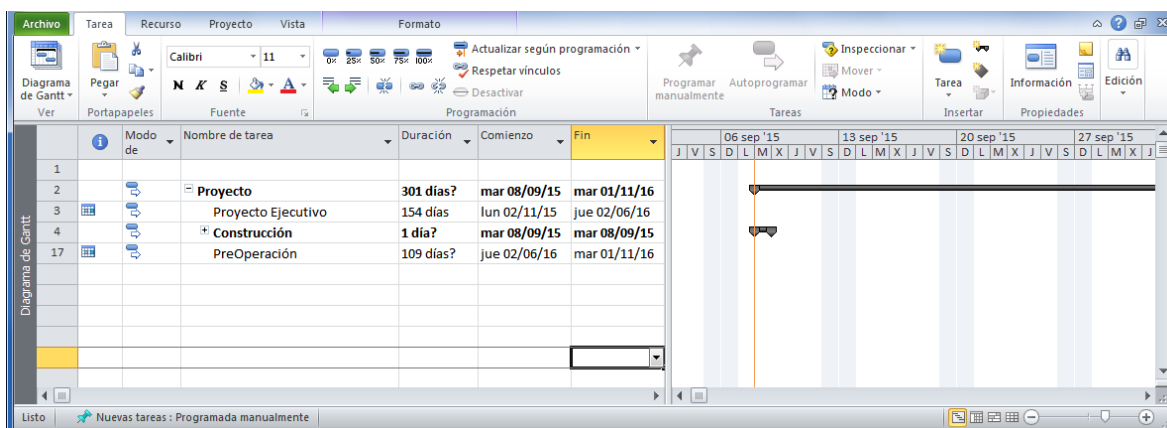 Archivo Tarea Recurso Proyecto Vista Formato
Calibri 11 0% 25% 50% 75% 100% Actualizar según programación Inspeccionar
Respetar vínculos Mover
Diagrama de Gantt Pegar N K S A Desactivar Programar manualmente Autoprogramar Modo Tarea Información Edición
Ver Portapapeles Fuente Programación Tareas Insertar Propiedades
Modo de Nombre de tarea Duración Comienzo Fin 06 sep '15 13 sep '15 20 sep '15 27 sep '15
J V S D L M X J V S D L M X J V S D L M X J V S D L M X J
1
2 Proyecto 301 días? mar 08/09/15 mar 01/11/16
3 Proyecto Ejecutivo 154 días lun 02/11/15 jue 02/06/16
4 Construcción 1 día? mar 08/09/15 mar 08/09/15
17 PreOperación 109 días? jue 02/06/16 mar 01/11/16
Diagrama de Gantt
Listo Nuevas tareas : Programada manualmente